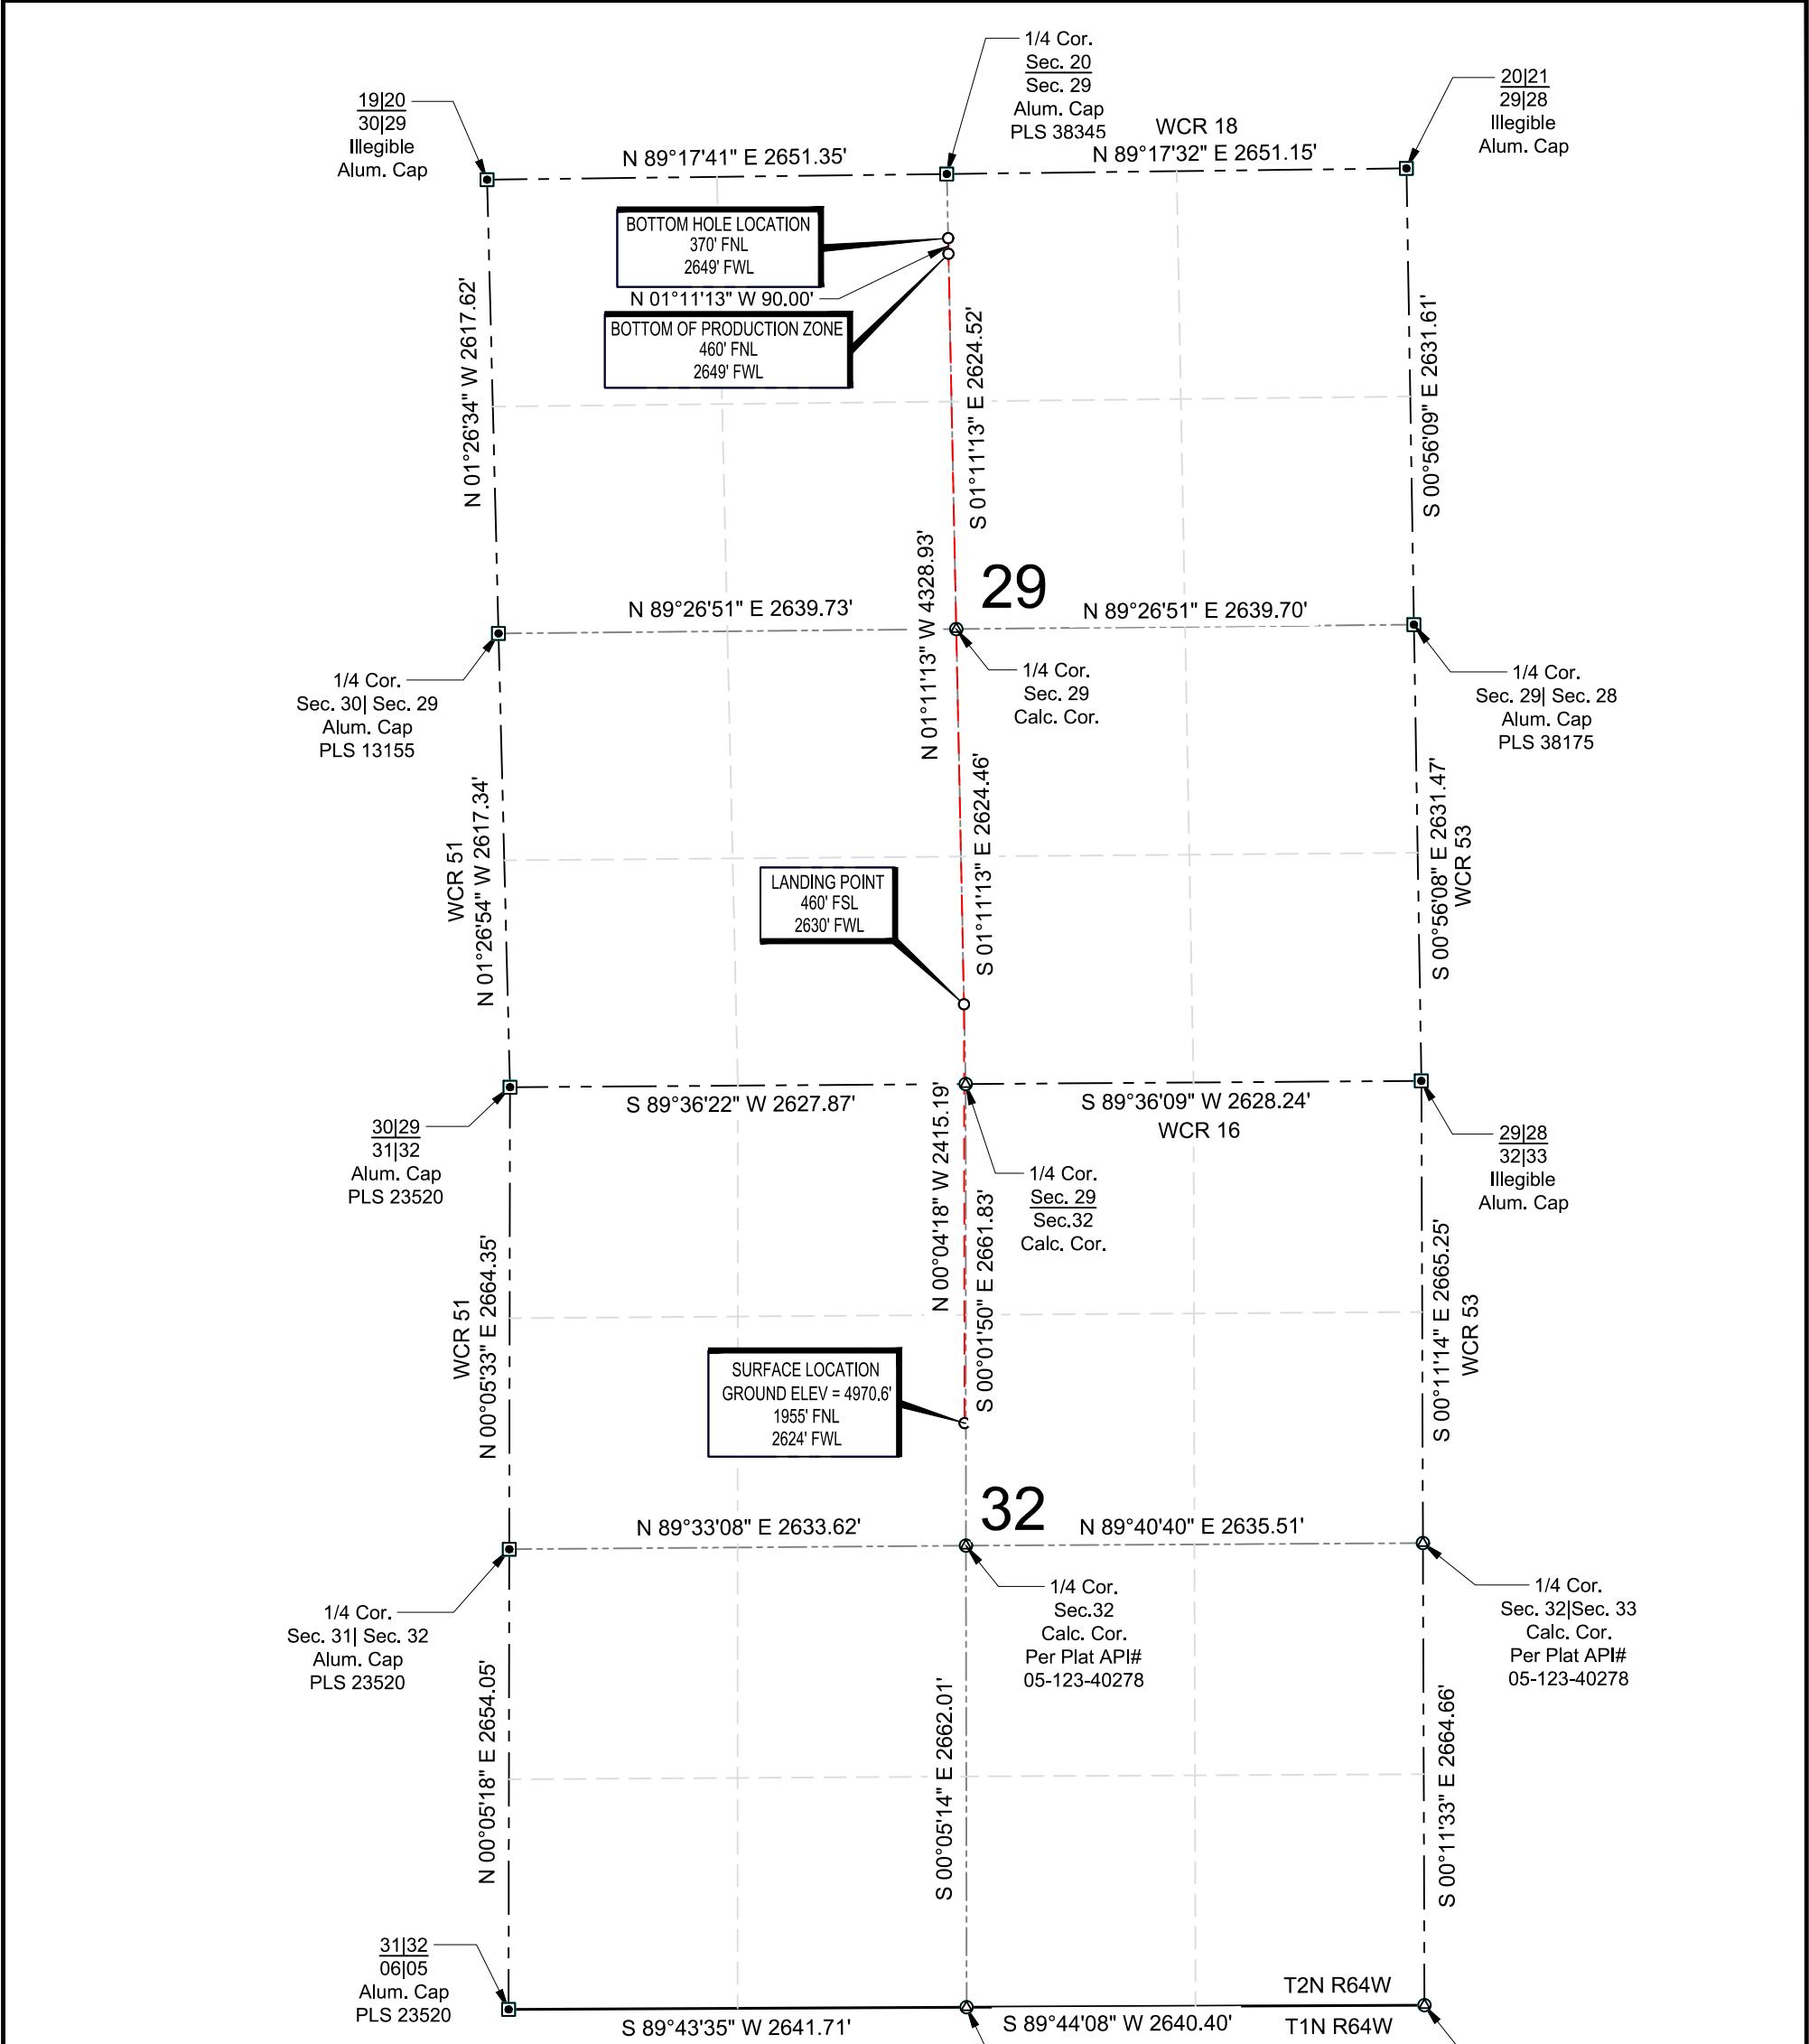 1/4 Cor.
Sec. 20
Sec. 29
Alum. Cap
PLS 38345
19|20
30|29
Illegible
Alum. Cap
20|21
29|28
Illegible
Alum. Cap
WCR 18
N 89°17'41" E 2651.35'
N 89°17'32" E 2651.15'
BOTTOM HOLE LOCATION
370' FNL
2649' FWL
N 01°11'13" W 90.00'
BOTTOM OF PRODUCTION ZONE
460' FNL
2649' FWL
N 01°26'34" W 2617.62'
S 01°11'13" E 2624.52'
S 00°56'09" E 2631.61'
29
N 89°26'51" E 2639.73'
N 89°26'51" E 2639.70'
N 01°11'13" W 4328.93'
1/4 Cor.
Sec. 30| Sec. 29
Alum. Cap
PLS 13155
1/4 Cor.
Sec. 29
Calc. Cor.
1/4 Cor.
Sec. 29| Sec. 28
Alum. Cap
PLS 38175
WCR 51
N 01°26'54" W 2617.34'
S 01°11'13" E 2624.46'
S 00°56'08" E 2631.47'
WCR 53
LANDING POINT
460' FSL
2630' FWL
S 89°36'22" W 2627.87'
S 89°36'09" W 2628.24'
WCR 16
30|29
31|32
Alum. Cap
PLS 23520
N 00°04'18" W 2415.19'
1/4 Cor.
Sec. 29
Sec.32
Calc. Cor.
29|28
32|33
Illegible
Alum. Cap
WCR 51
N 00°05'33" E 2664.35'
S 00°01'50" E 2661.83'
S 00°11'14" E 2665.25'
WCR 53
SURFACE LOCATION
GROUND ELEV = 4970.6'
1955' FNL
2624' FWL
32
N 89°33'08" E 2633.62'
N 89°40'40" E 2635.51'
1/4 Cor.
Sec. 31| Sec. 32
Alum. Cap
PLS 23520
1/4 Cor.
Sec.32
Calc. Cor.
Per Plat API#
05-123-40278
1/4 Cor.
Sec. 32|Sec. 33
Calc. Cor.
Per Plat API#
05-123-40278
N 00°05'18" E 2654.05'
S 00°05'14" E 2662.01'
S 00°11'33" E 2664.66'
31|32
06|05
Alum. Cap
PLS 23520
T2N R64W
S 89°43'35" W 2641.71'
S 89°44'08" W 2640.40'
T1N R64W